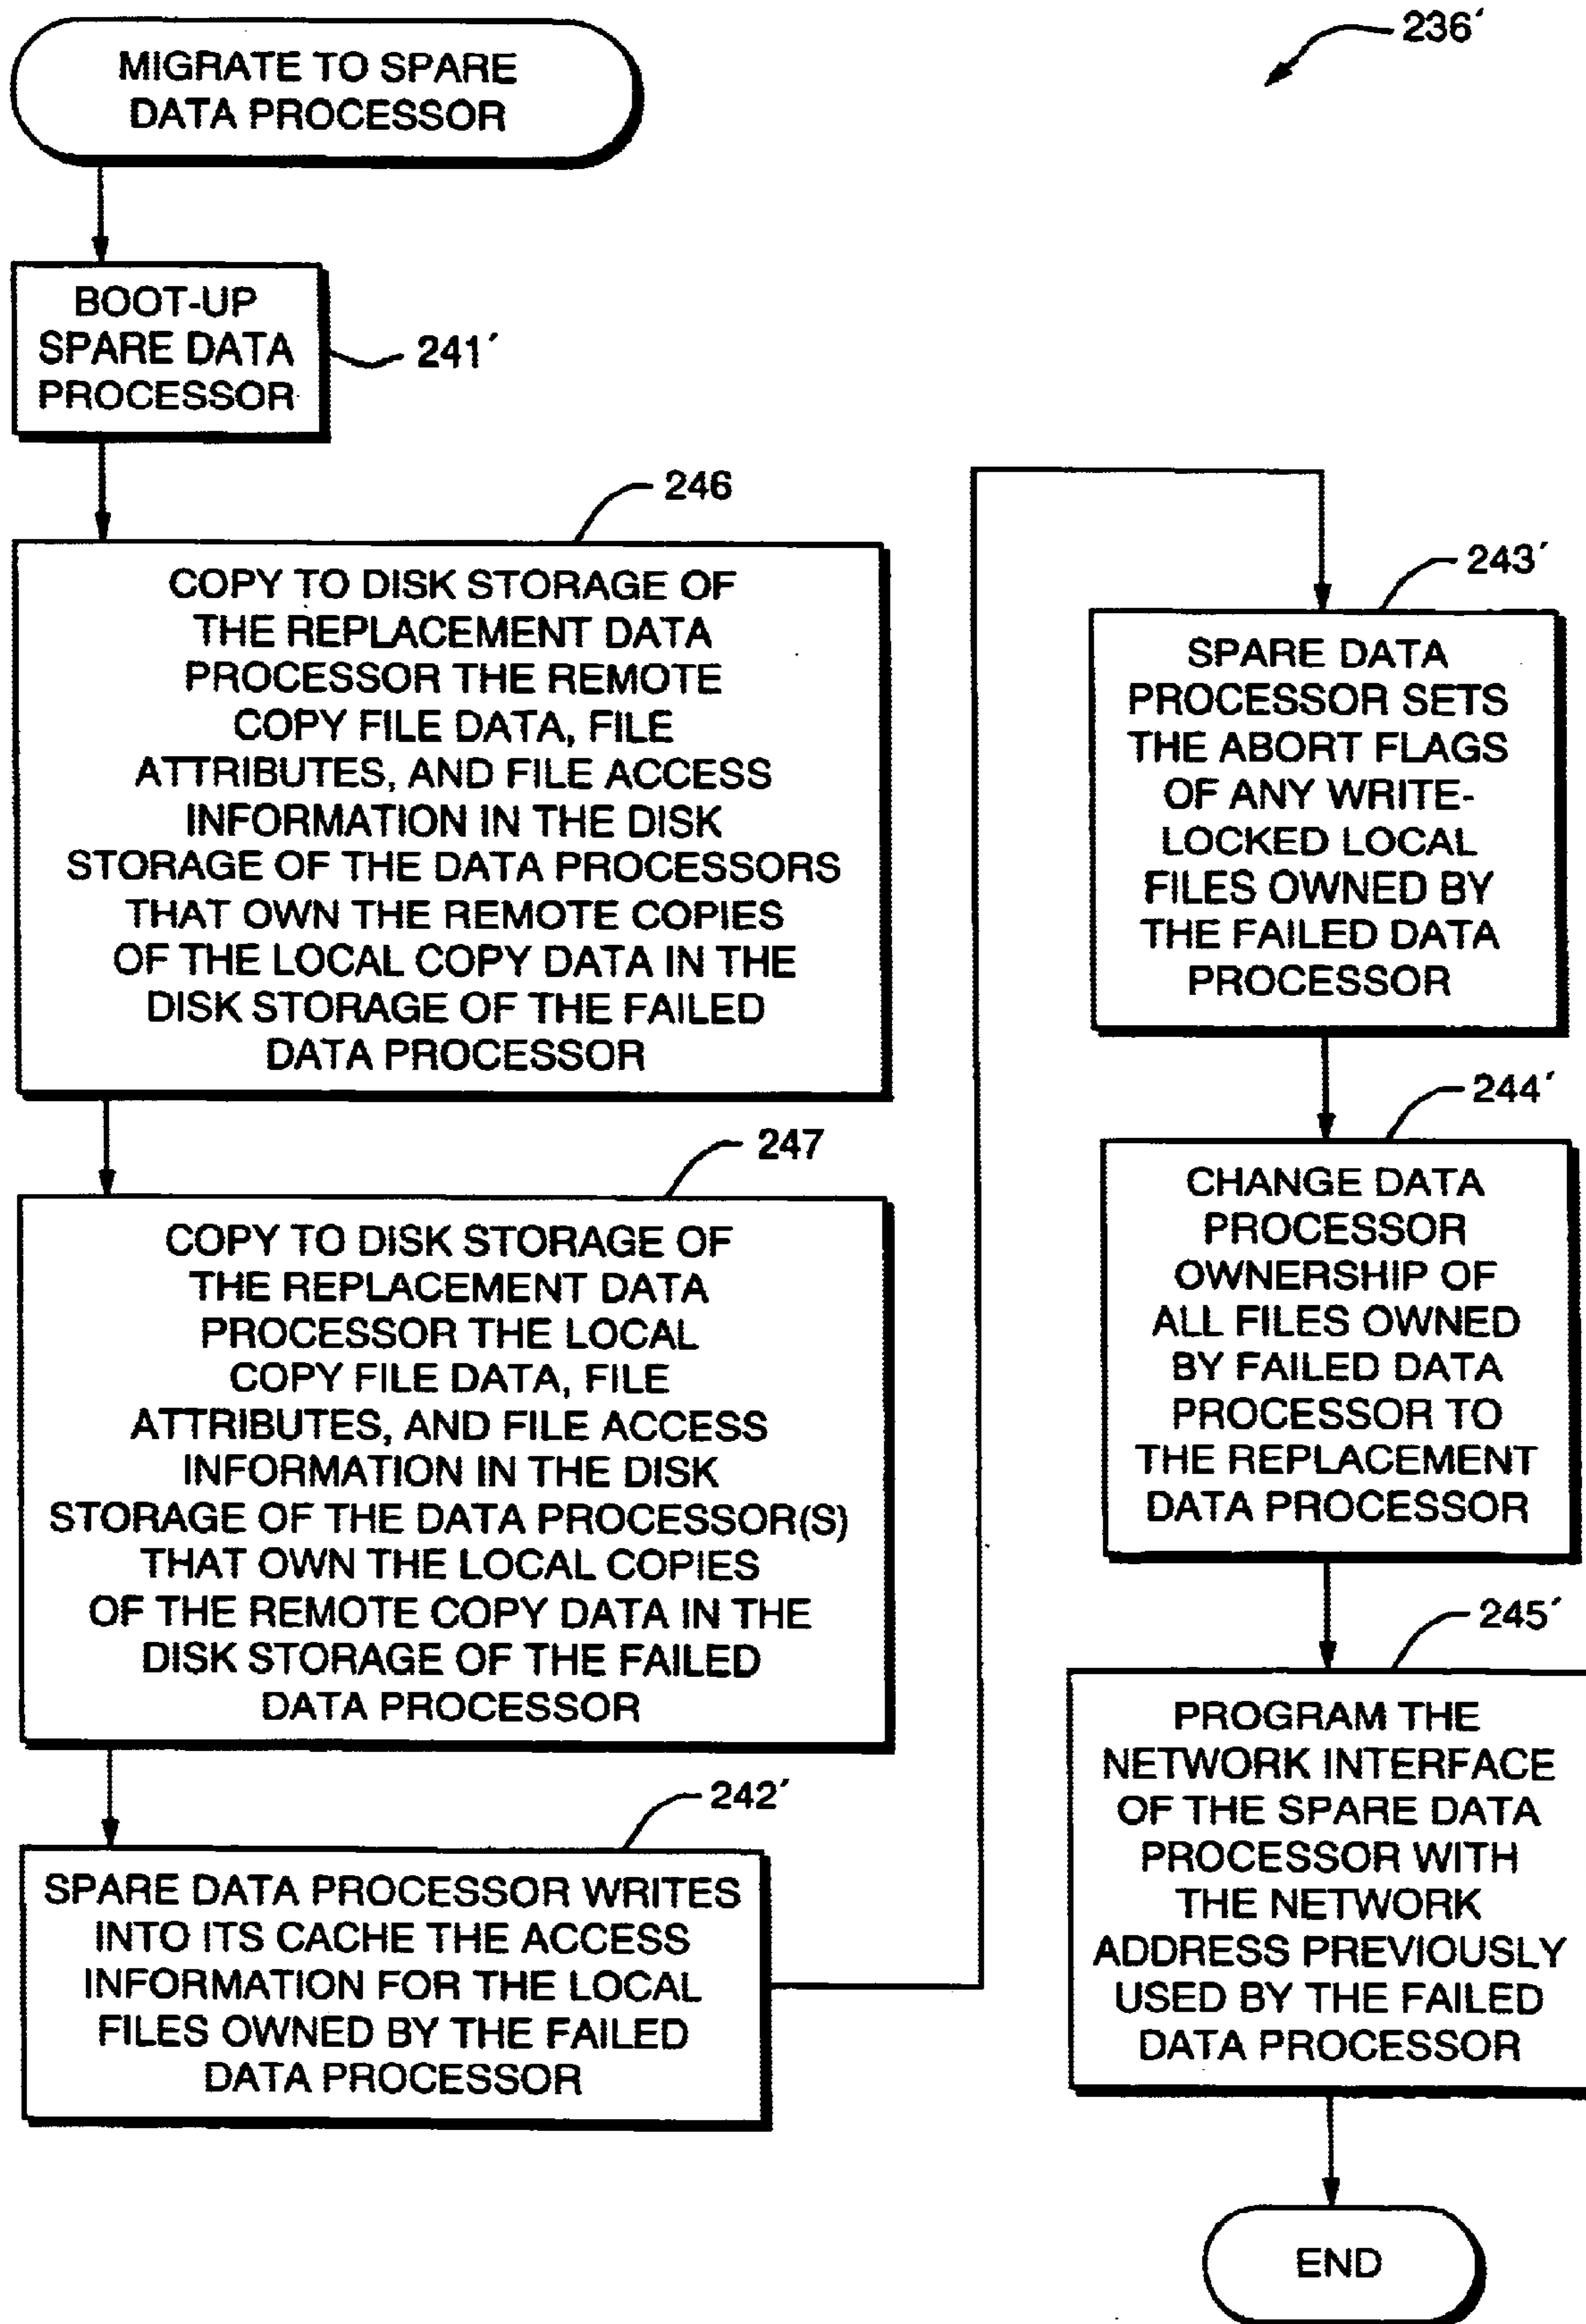 236′
MIGRATE TO SPARE
DATA PROCESSOR
BOOT-UP
SPARE DATA
PROCESSOR
241′
246
COPY TO DISK STORAGE OF
THE REPLACEMENT DATA
PROCESSOR THE REMOTE
COPY FILE DATA, FILE
ATTRIBUTES, AND FILE ACCESS
INFORMATION IN THE DISK
STORAGE OF THE DATA PROCESSORS
THAT OWN THE REMOTE COPIES
OF THE LOCAL COPY DATA IN THE
DISK STORAGE OF THE FAILED
DATA PROCESSOR
247
COPY TO DISK STORAGE OF
THE REPLACEMENT DATA
PROCESSOR THE LOCAL
COPY FILE DATA, FILE
ATTRIBUTES, AND FILE ACCESS
INFORMATION IN THE DISK
STORAGE OF THE DATA PROCESSOR(S)
THAT OWN THE LOCAL COPIES
OF THE REMOTE COPY DATA IN THE
DISK STORAGE OF THE FAILED
DATA PROCESSOR
242′
SPARE DATA PROCESSOR WRITES
INTO ITS CACHE THE ACCESS
INFORMATION FOR THE LOCAL
FILES OWNED BY THE FAILED
DATA PROCESSOR
243′
SPARE DATA
PROCESSOR SETS
THE ABORT FLAGS
OF ANY WRITE-
LOCKED LOCAL
FILES OWNED BY
THE FAILED DATA
PROCESSOR
244′
CHANGE DATA
PROCESSOR
OWNERSHIP OF
ALL FILES OWNED
BY FAILED DATA
PROCESSOR TO
THE REPLACEMENT
DATA PROCESSOR
245′
PROGRAM THE
NETWORK INTERFACE
OF THE SPARE DATA
PROCESSOR WITH
THE NETWORK
ADDRESS PREVIOUSLY
USED BY THE FAILED
DATA PROCESSOR
END